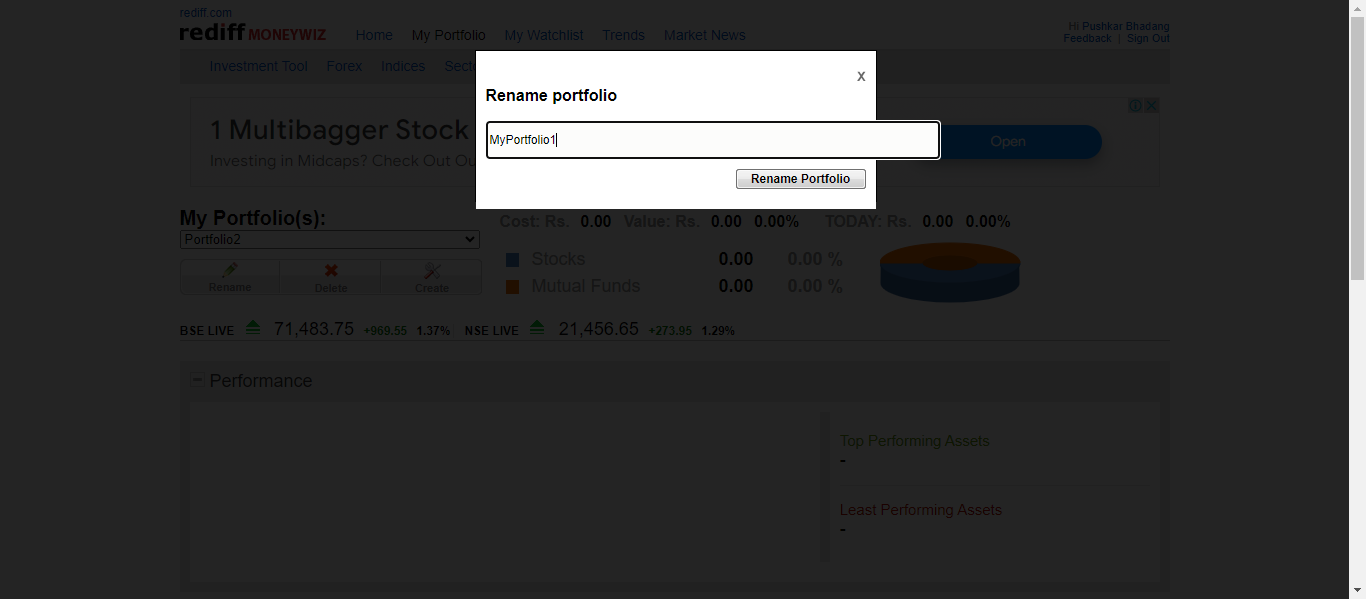 rediff.com
rediff MONEYWIZ Home My Portfolio My Watchlist Trends Market News
Hi Pushkar Bhadang
Feedback | Sign Out
Investment Tool Forex Indices
x
Rename portfolio
1 Multibagger Stock
Open
MyPortfolio1
Investing in Midcaps? Check Out
Rename Portfolio
My Portfolio(s):
Cost: Rs. 0.00 Value: Rs. 0.00 0.00% TODAY: Rs. 0.00 0.00%
Portfolio2
Stocks 0.00 0.00 %
Rename Delete Create
Mutual Funds 0.00 0.00 %
BSE LIVE 71,483.75 +969.55 1.37% NSE LIVE 21,456.65 +273.95 1.29%
Performance
Top Performing Assets
-
Least Performing Assets
-